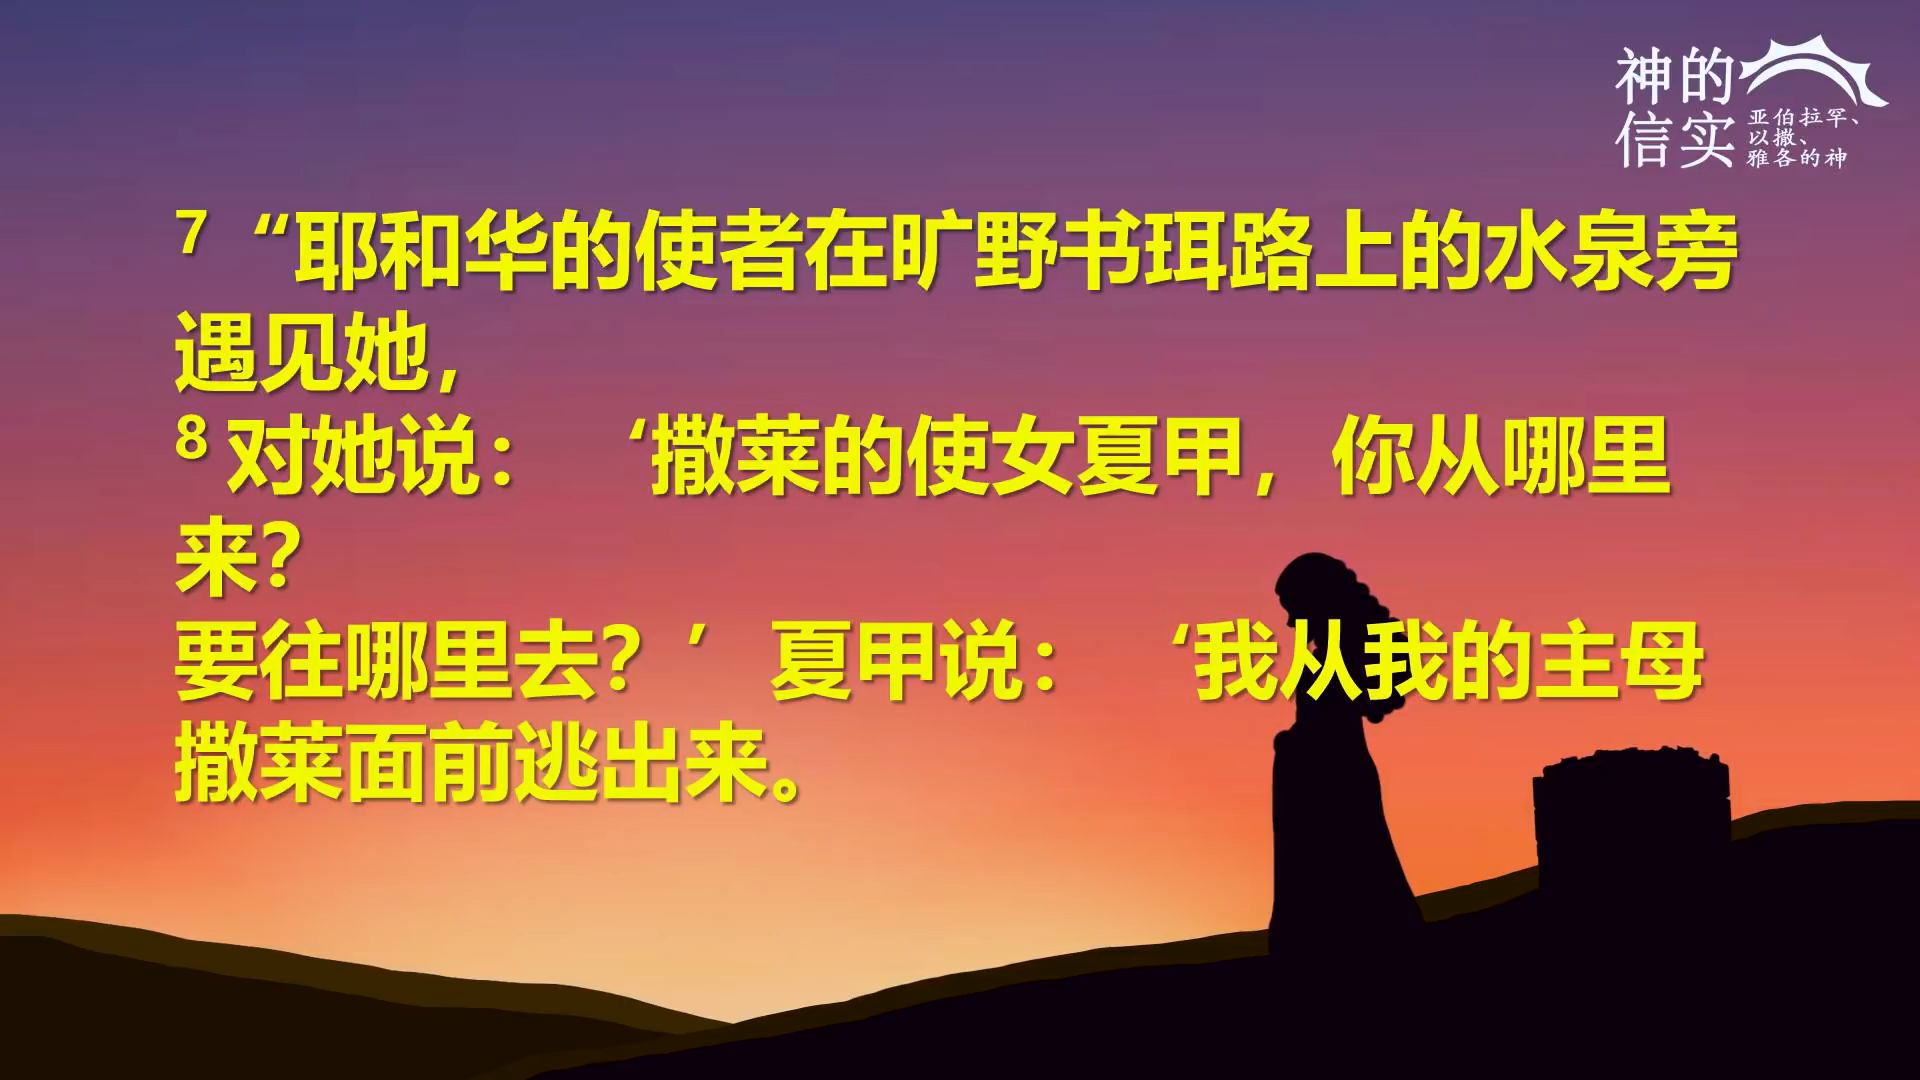 神的
信实
亚伯拉罕、
以撒、
雅各的神
7 “耶和华的使者在旷野书珥路上的水泉旁
遇见她，
8 对她说：‘撒莱的使女夏甲，你从哪里
来？
要往哪里去？’夏甲说：‘我从我的主母
撒莱面前逃出来。